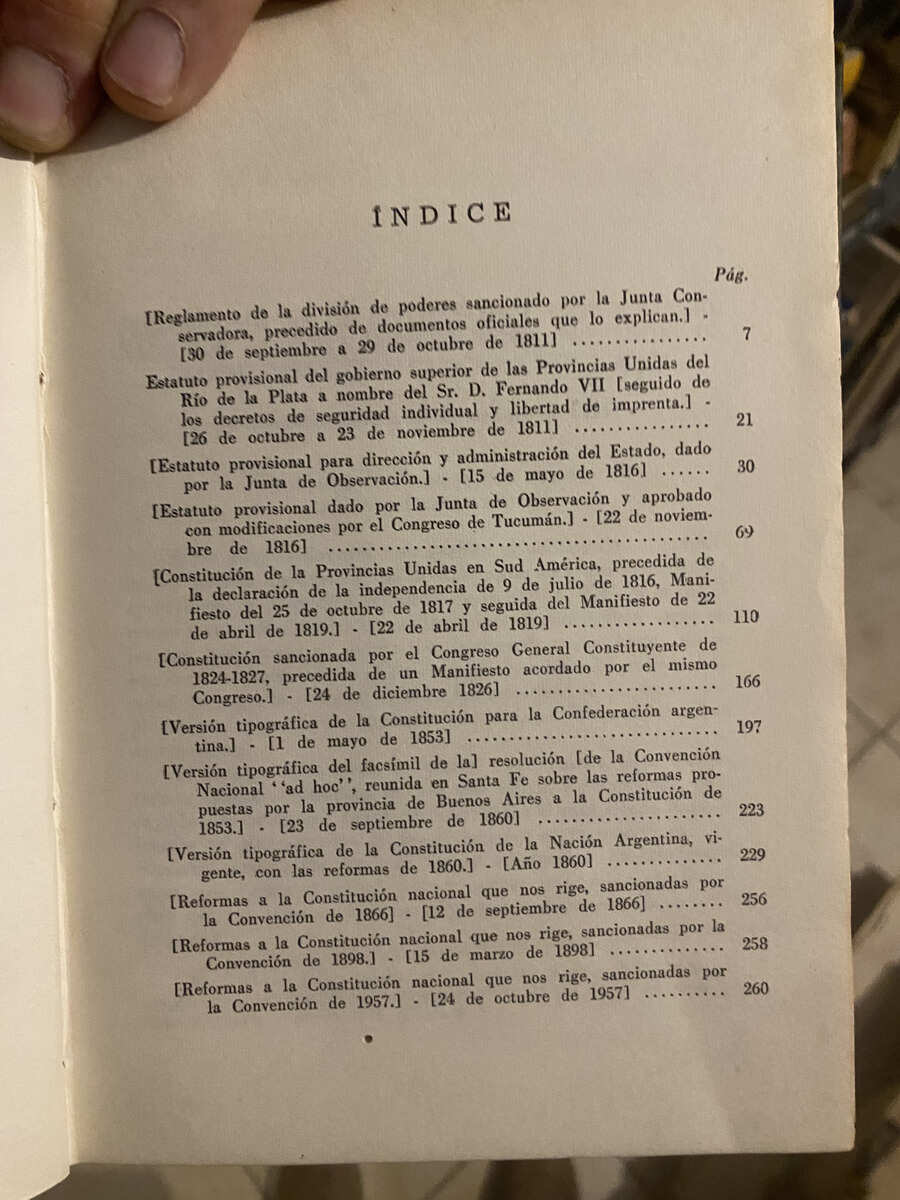 ÍNDICE
Pág.
[Reglamento de la división de poderes sancionado por la Junta Con-
servadora, precedido de documentos oficiales que lo explican.] -
[30 de septiembre a 29 de octubre de 1811] ................ 7
Estatuto provisional del gobierno superior de las Provincias Unidas del
Río de la Plata a nombre del Sr. D. Fernando VII [seguido de
los decretos de seguridad individual y libertad de imprenta.] -
[26 de octubre a 23 de noviembre de 1811] ................ 21
[Estatuto provisional para dirección y administración del Estado, dado
por la Junta de Observación.] - [15 de mayo de 1816] ...... 30
[Estatuto provisional dado por la Junta de Observación y aprobado
con modificaciones por el Congreso de Tucumán.] - [22 de noviem-
bre de 1816] ............................................. 69
[Constitución de la Provincias Unidas en Sud América, precedida de
la declaración de la independencia de 9 de julio de 1816, Mani-
fiesto del 25 de octubre de 1817 y seguida del Manifiesto de 22
de abril de 1819.] - [22 de abril de 1819] .................. 110
[Constitución sancionada por el Congreso General Constituyente de
1824-1827, precedida de un Manifiesto acordado por el mismo
Congreso.] - [24 de diciembre 1826] ........................ 166
[Versión tipográfica de la Constitución para la Confederación argen-
tina.] - [1 de mayo de 1853] .............................. 197
[Versión tipográfica del facsímil de la] resolución [de la Convención
Nacional ''ad hoc'', reunida en Santa Fe sobre las reformas pro-
puestas por la provincia de Buenos Aires a la Constitución de
1853.] - [23 de septiembre de 1860] ...................... 223
[Versión tipográfica de la Constitución de la Nación Argentina, vi-
gente, con las reformas de 1860.] - [Año 1860] .............. 229
[Reformas a la Constitución nacional que nos rige, sancionadas por
la Convención de 1866] - [12 de septiembre de 1866] ........ 256
[Reformas a la Constitución nacional que nos rige, sancionadas por la
Convención de 1898.] - [15 de marzo de 1898] .............. 258
[Reformas a la Constitución nacional que nos rige, sancionadas por
la Convención de 1957.] - [24 de octubre de 1957] .......... 260